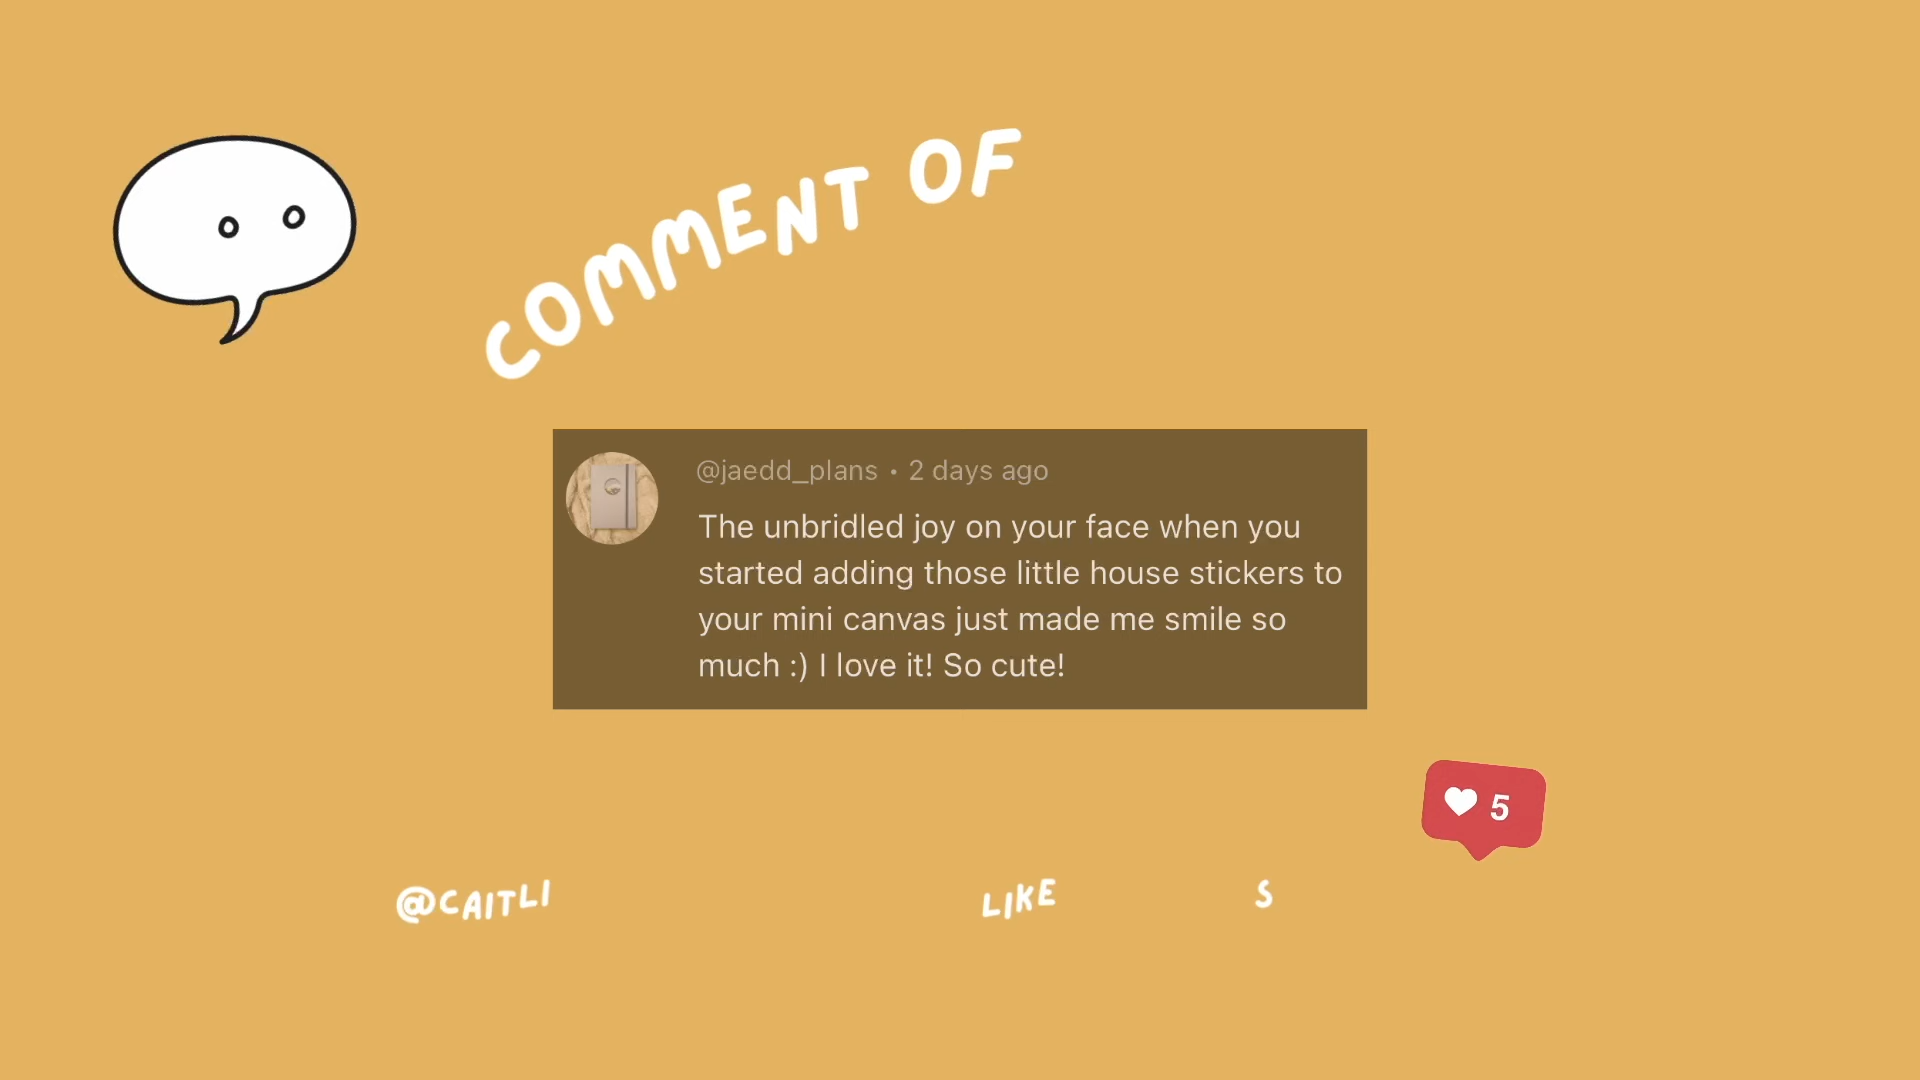 COMMENT OF
@jaedd_plans • 2 days ago
The unbridled joy on your face when you
started adding those little house stickers to
your mini canvas just made me smile so
much :) I love it! So cute!
5
@CAITLI LIKE S